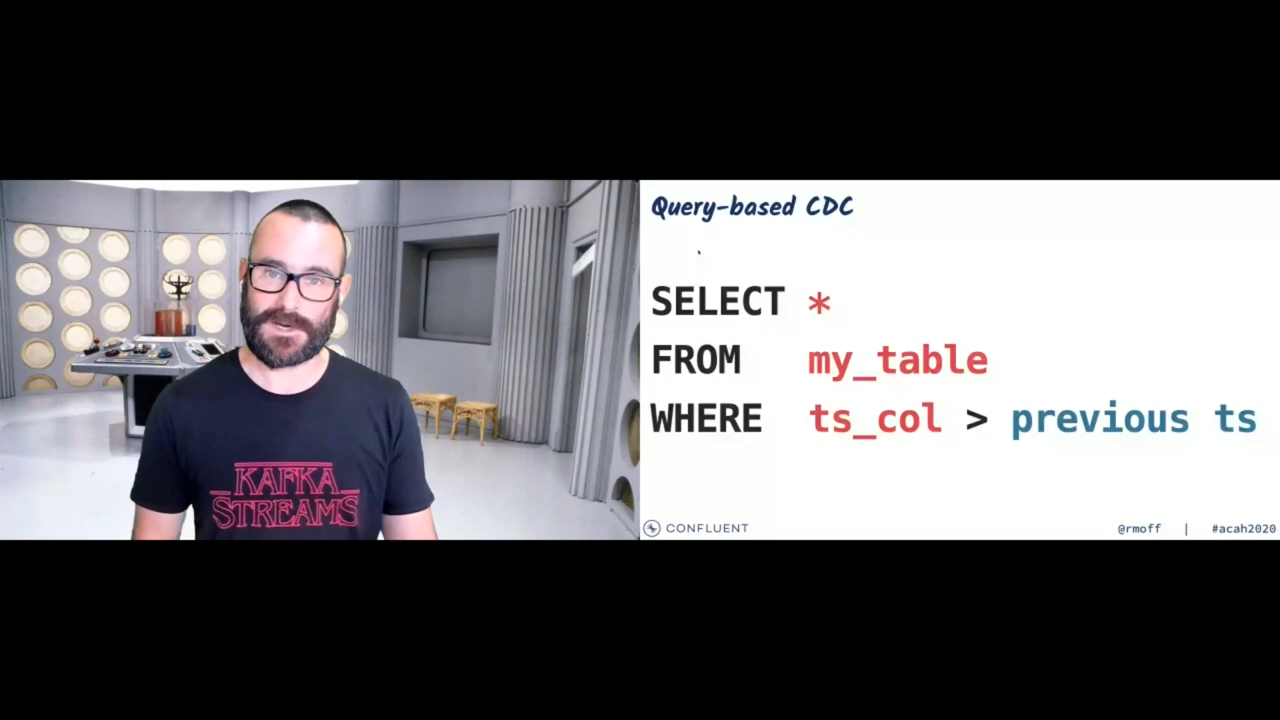 KAFKA
STREAMS
Query-based CDC
SELECT *
FROM my_table
WHERE ts_col > previous ts
CONFLUENT
@rmoff | #acah2020